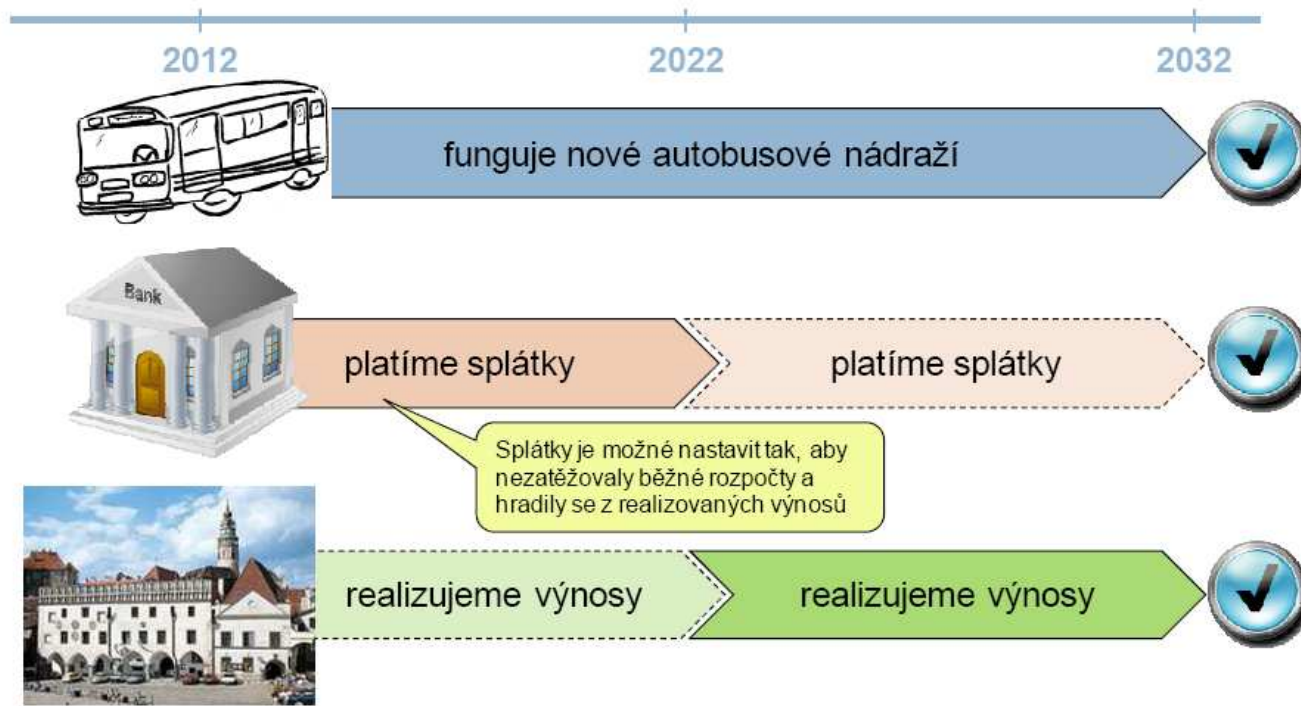 2012 2022 2032
funguje nové autobusové nádraží
Bank
platíme splátky platíme splátky
Splátky je možné nastavit tak, aby
nezatěžovaly běžné rozpočty a
hradily se z realizovaných výnosů
realizujeme výnosy realizujeme výnosy